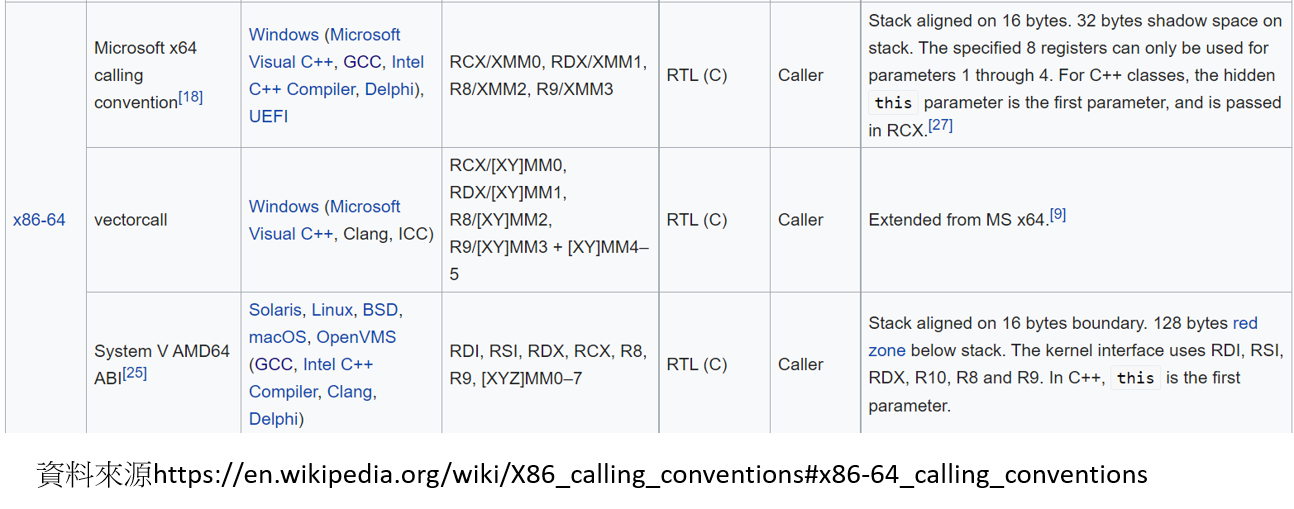 x86-64
Microsoft x64
calling
convention[18]
Windows (Microsoft
Visual C++, GCC, Intel
C++ Compiler, Delphi),
UEFI
RCX/XMM0, RDX/XMM1,
R8/XMM2, R9/XMM3
RTL (C)
Caller
Stack aligned on 16 bytes. 32 bytes shadow space on
stack. The specified 8 registers can only be used for
parameters 1 through 4. For C++ classes, the hidden
this parameter is the first parameter, and is passed
in RCX.[27]
vectorcall
Windows (Microsoft
Visual C++, Clang, ICC)
RCX/[XY]MM0,
RDX/[XY]MM1,
R8/[XY]MM2,
R9/[XY]MM3 + [XY]MM4–
5
RTL (C)
Caller
Extended from MS x64.[9]
System V AMD64
ABI[25]
Solaris, Linux, BSD,
macOS, OpenVMS
(GCC, Intel C++
Compiler, Clang,
Delphi)
RDI, RSI, RDX, RCX, R8,
R9, [XYZ]MM0–7
RTL (C)
Caller
Stack aligned on 16 bytes boundary. 128 bytes red
zone below stack. The kernel interface uses RDI, RSI,
RDX, R10, R8 and R9. In C++, this is the first
parameter.
資料來源https://en.wikipedia.org/wiki/X86_calling_conventions#x86-64_calling_conventions